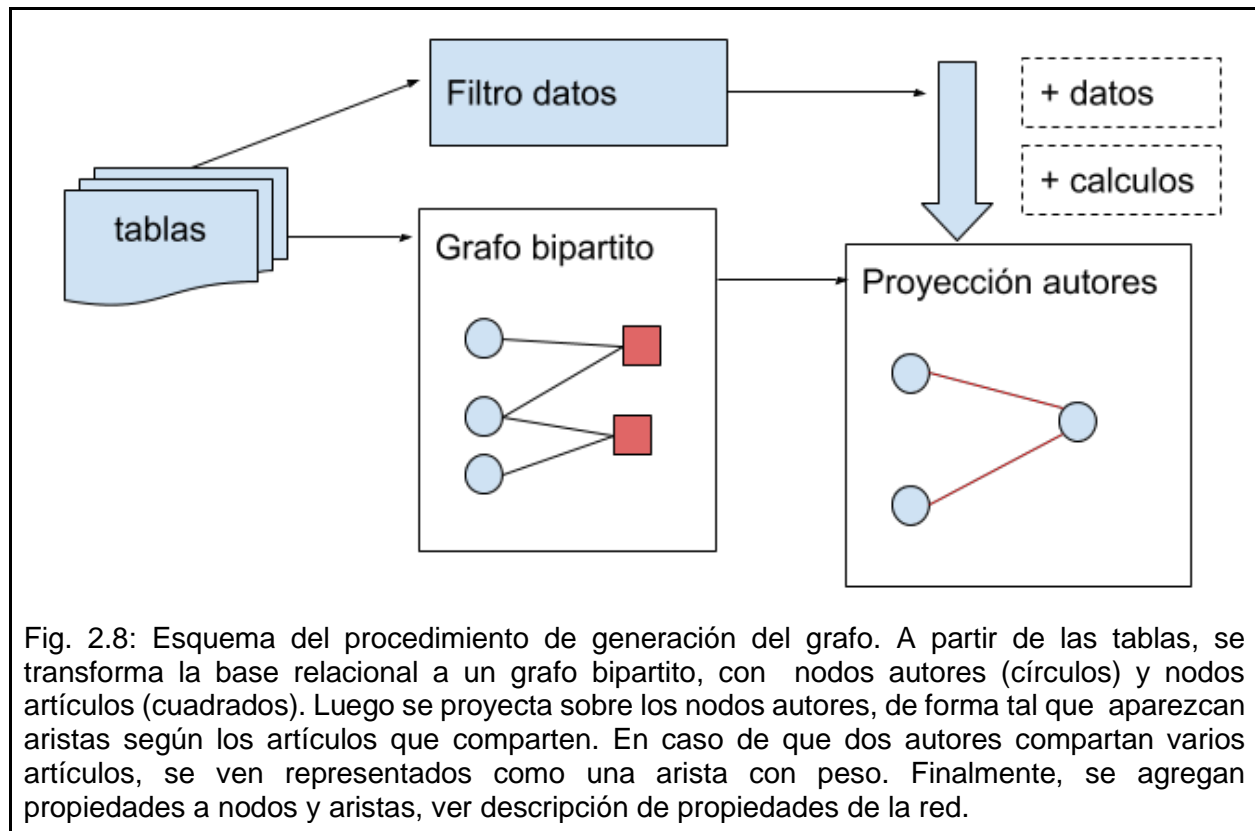 Filtro datos
+ datos
+ calculos
tablas
Grafo bipartito
Proyección autores
Fig. 2.8: Esquema del procedimiento de generación del grafo. A partir de las tablas, se
transforma la base relacional a un grafo bipartito, con nodos autores (círculos) y nodos
artículos (cuadrados). Luego se proyecta sobre los nodos autores, de forma tal que aparezcan
aristas según los artículos que comparten. En caso de que dos autores compartan varios
artículos, se ven representados como una arista con peso. Finalmente, se agregan
propiedades a nodos y aristas, ver descripción de propiedades de la red.